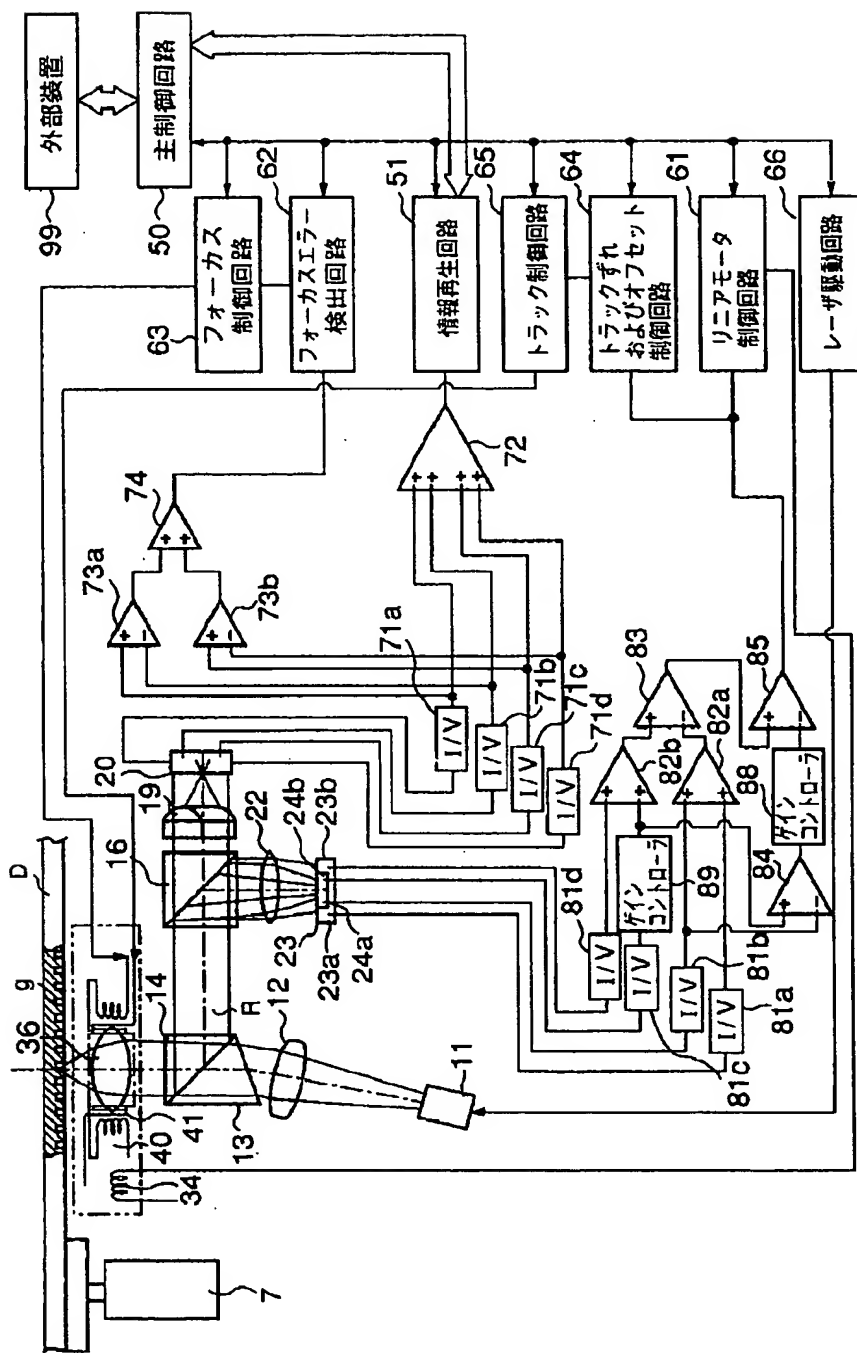 外部装置
99
主制御回路
50
フォーカス
制御回路
63
フォーカスエラー
検出回路
62
情報再生回路
51
トラック制御回路
65
トラックずれ
およびオフセット
制御回路
64
リニアモータ
制御回路
61
レーザ駆動回路
66
72
74
73a
73b
71a
I/V
71b
I/V
71c
I/V
71d
I/V
83
85
82b
82a
88
ゲイン
コントローラ
84
89
ゲイン
コントローラ
81d
I/V
81c
I/V
81b
I/V
81a
I/V
20
19
16
22
24b
23b
23
23a
24a
D
9
36
14
R
12
13
11
41
40
34
7